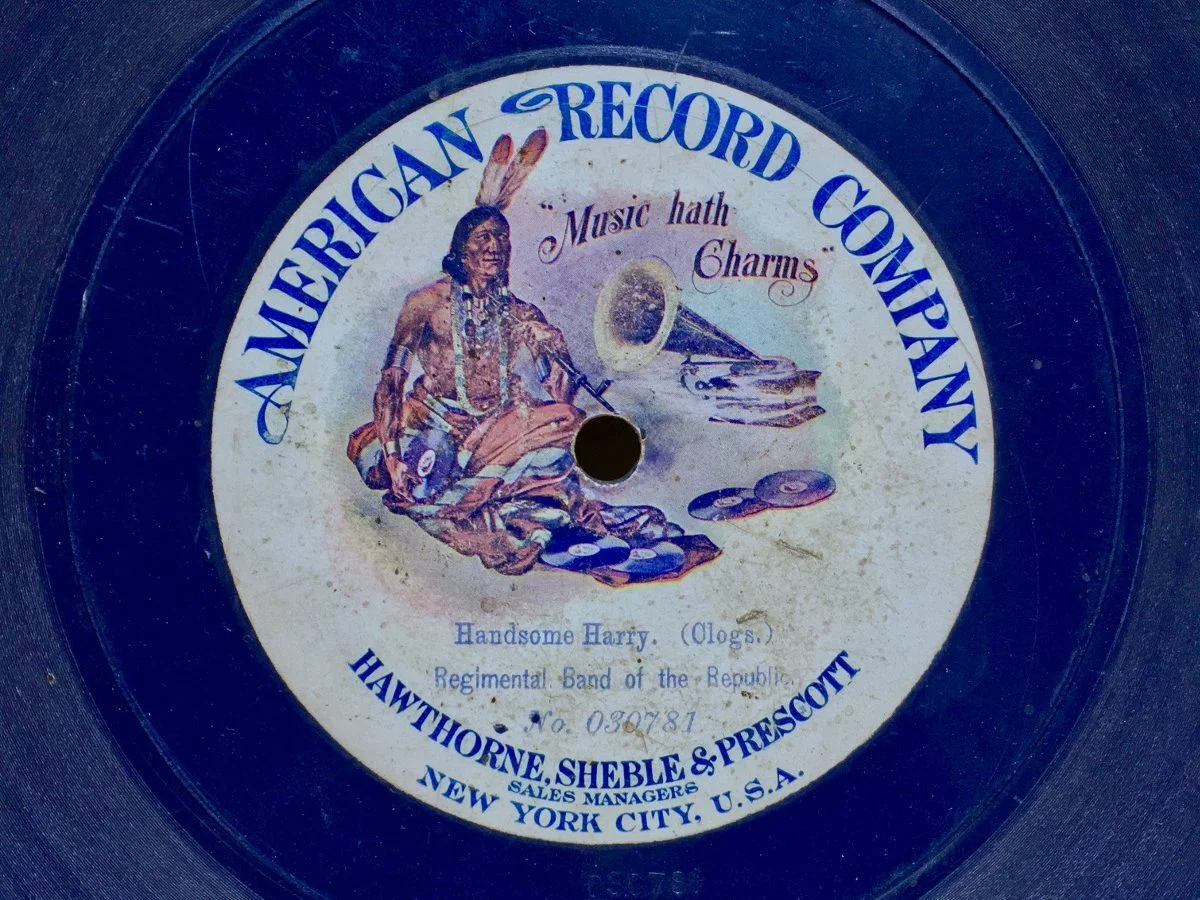 AMERICAN RECORD COMPANY
"Music hath
Charms"
Handsome Harry. (Clogs.)
Regimental Band of the Republic.
No. 030781
HAWTHORNE, SHEBLE & PRESCOTT
SALES MANAGERS
NEW YORK CITY, U.S.A.